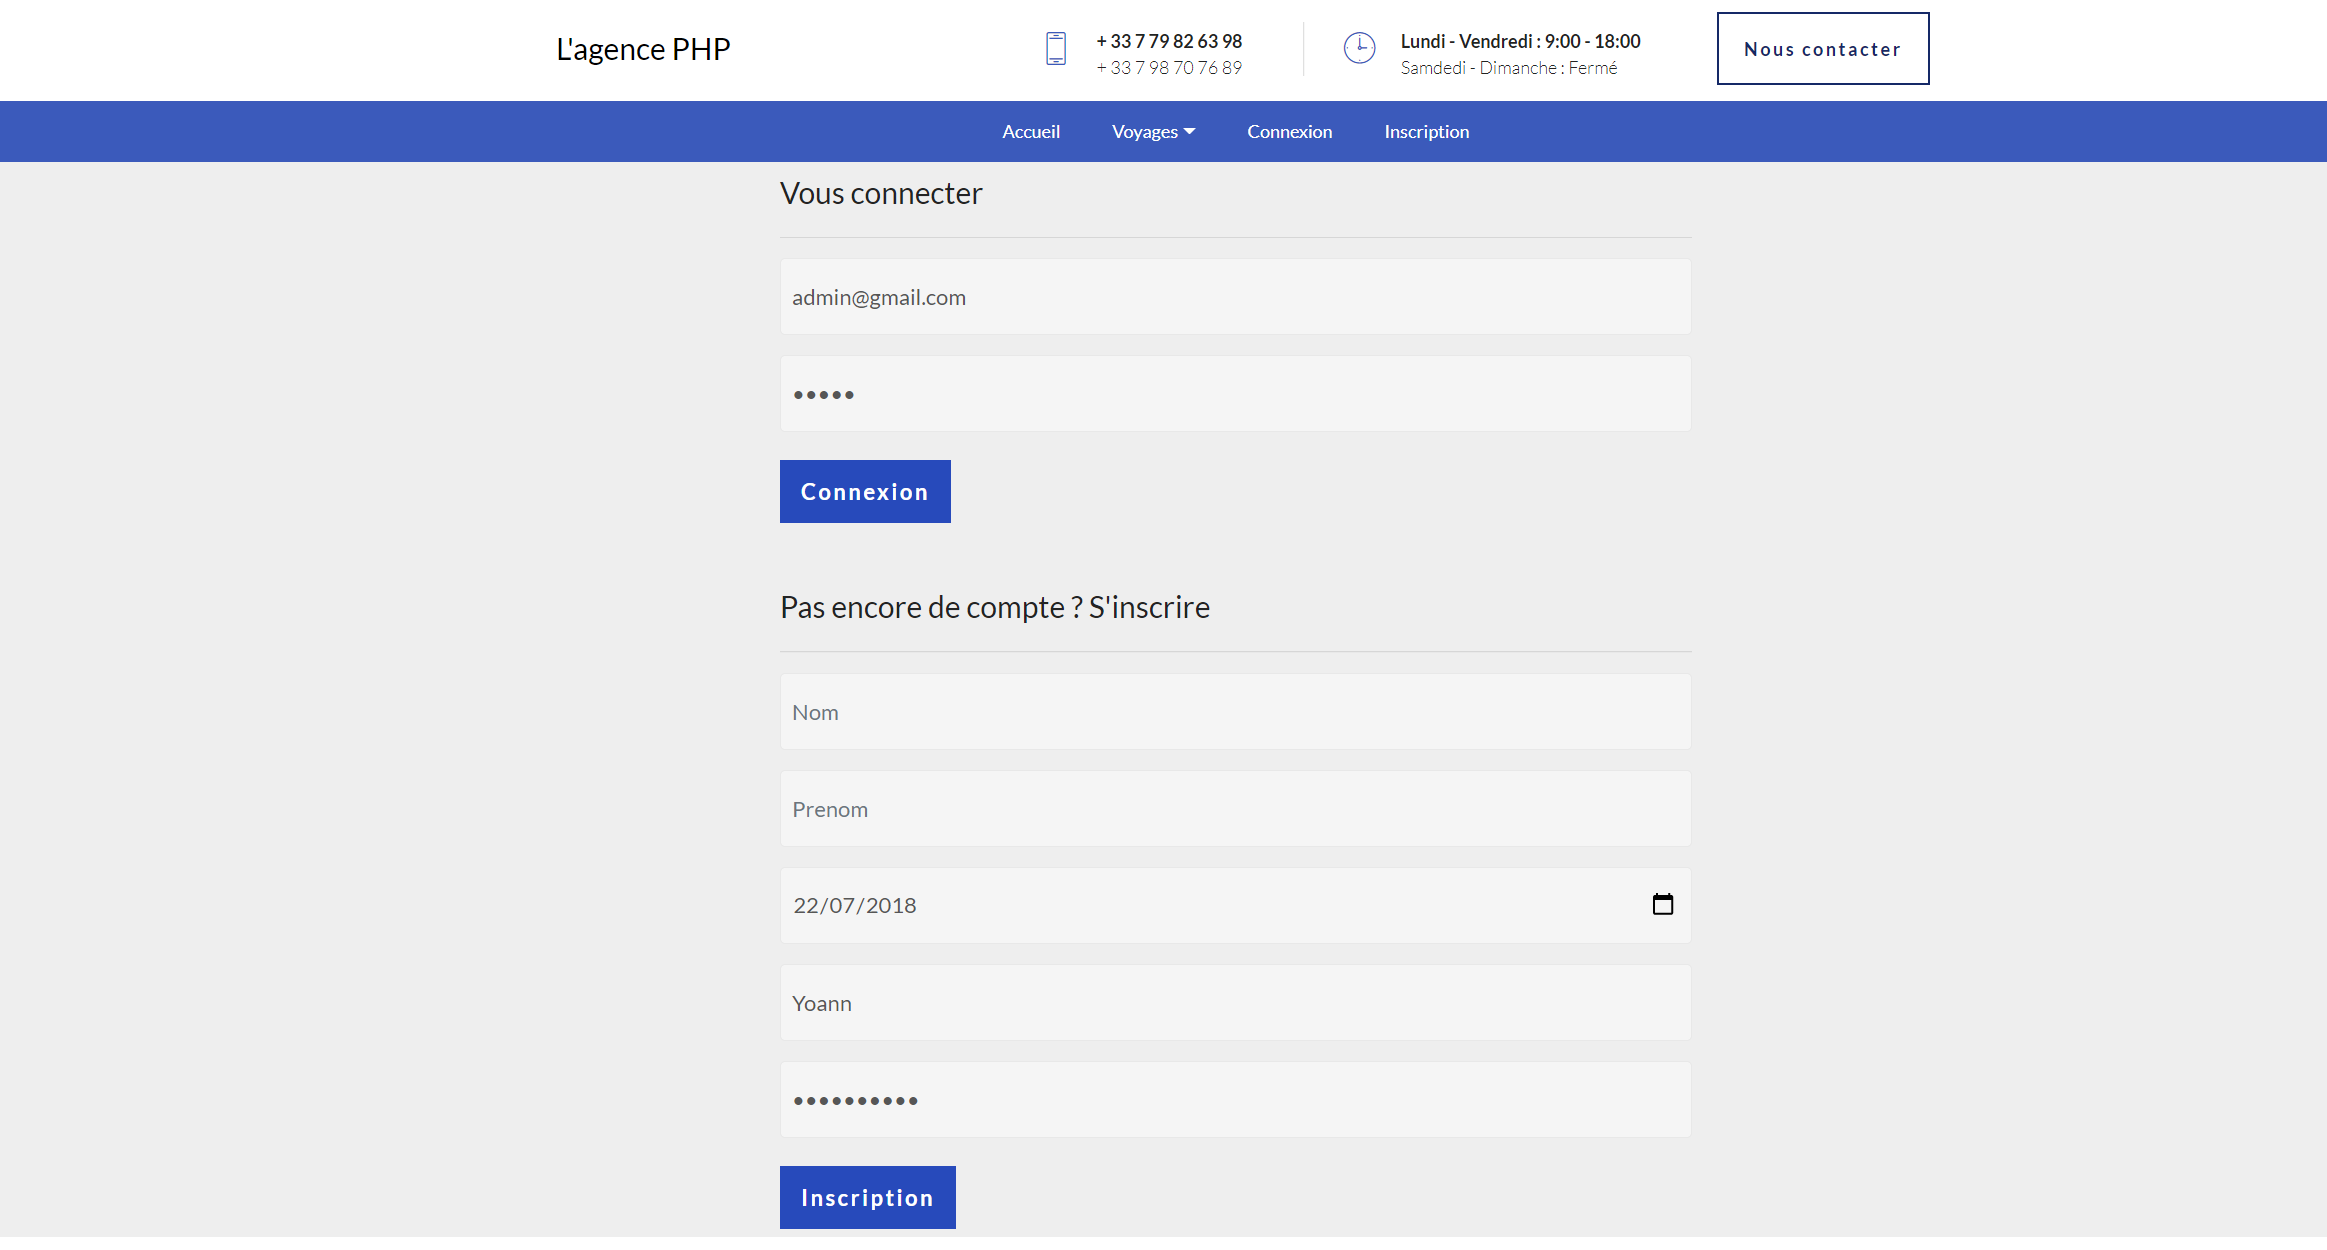 L'agence PHP
+ 33 7 79 82 63 98
+ 33 7 98 70 76 89
Lundi - Vendredi : 9:00 - 18:00
Samdedi - Dimanche : Fermé
Nous contacter
Accueil
Voyages
Connexion
Inscription
Vous connecter
admin@gmail.com
•••••
Connexion
Pas encore de compte ? S'inscrire
Nom
Prenom
22/07/2018
Yoann
••••••••••
Inscription